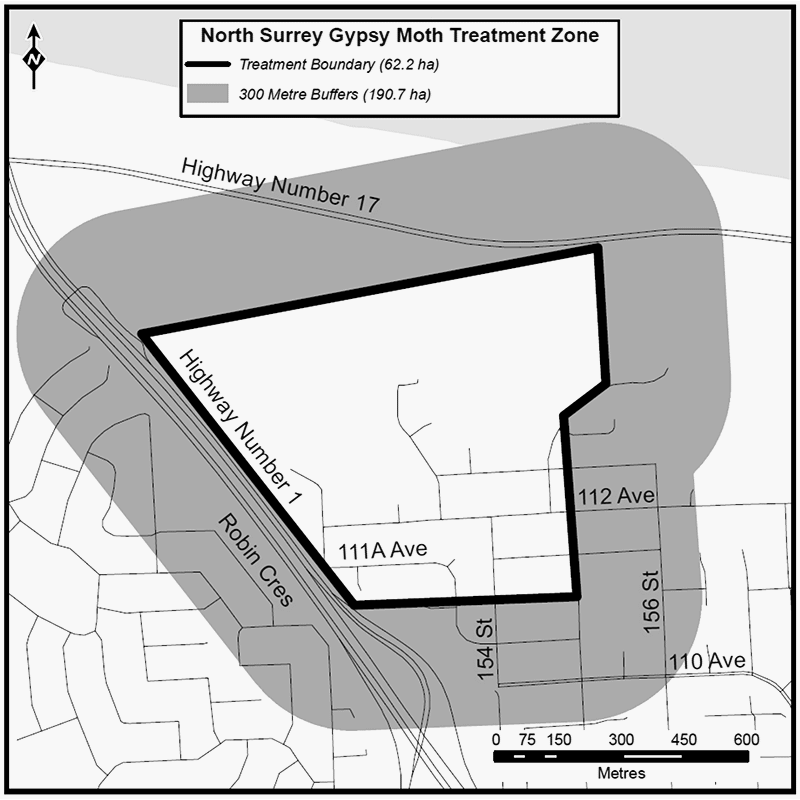 North Surrey Gypsy Moth Treatment Zone
Treatment Boundary (62.2 ha)
300 Metre Buffers (190.7 ha)
N
Highway Number 17
Highway Number 1
112 Ave
111A Ave
Robin Cres
156 St
154 St
110 Ave
0 75 150 300 450 600
Metres